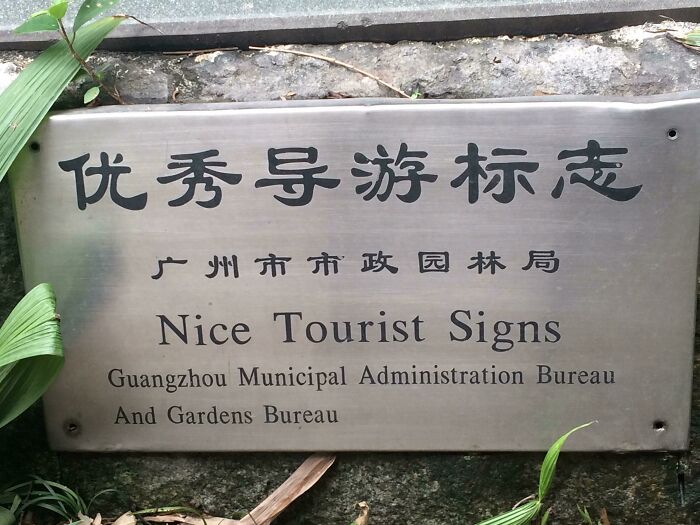 优秀导游标志
广州市市政园林局
Nice Tourist Signs
Guangzhou Municipal Administration Bureau
And Gardens Bureau